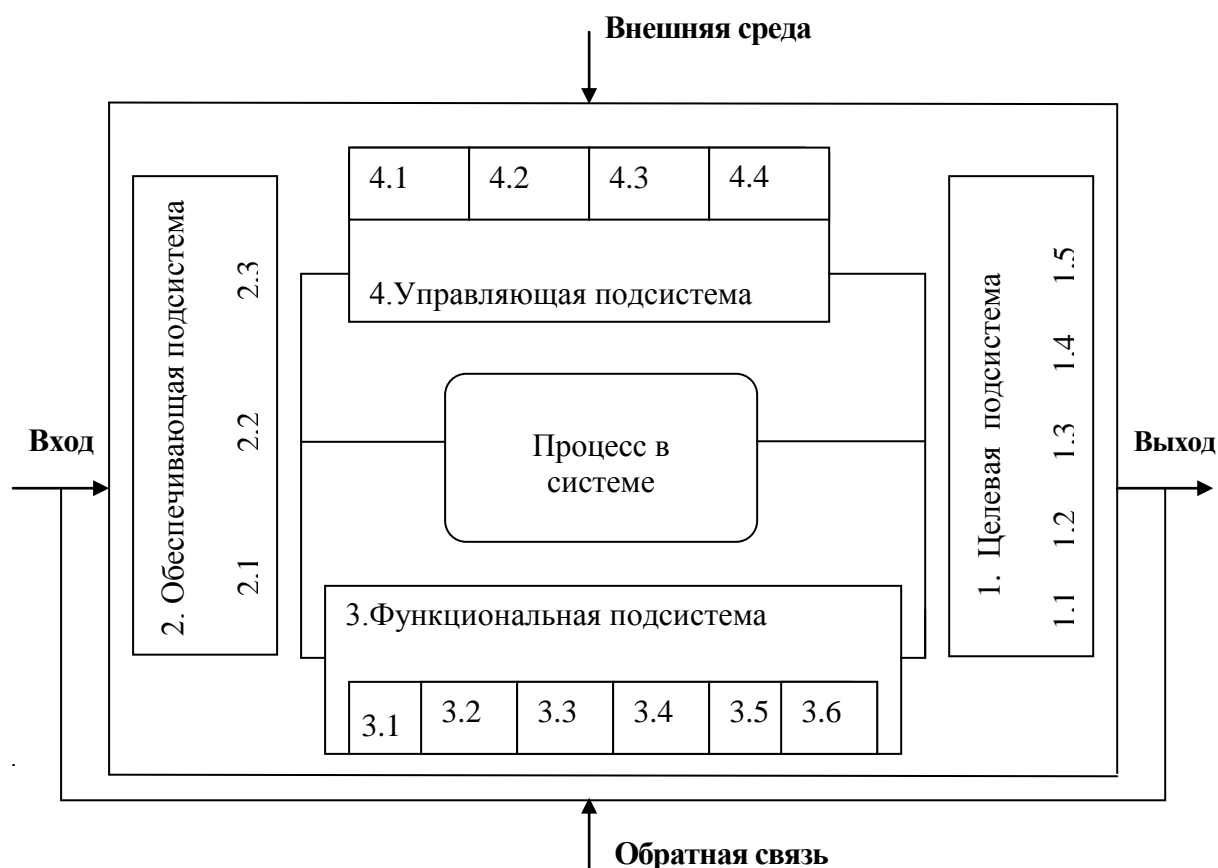 Внешняя среда
4.1 4.2 4.3 4.4
4.Управляющая подсистема
2. Обеспечивающая подсистема
2.1 2.2 2.3
Вход
Процесс в
системе
1. Целевая подсистема
1.1 1.2 1.3 1.4 1.5
Выход
3.Функциональная подсистема
3.1 3.2 3.3 3.4 3.5 3.6
Обратная связь